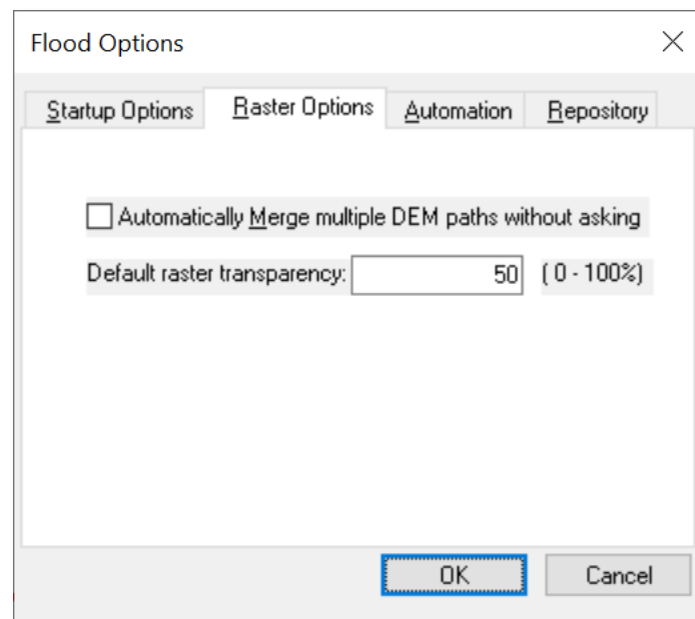 Flood Options
Startup Options Raster Options Automation Repository
Automatically Merge multiple DEM paths without asking
Default raster transparency: 50 ( 0 - 100%)
OK Cancel